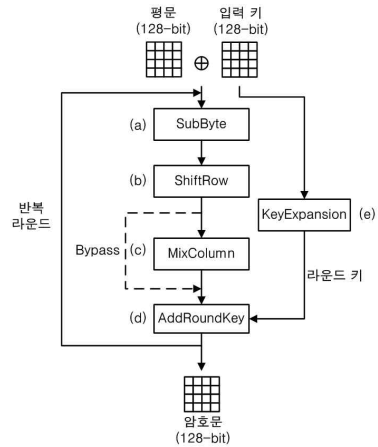 평문
(128-bit)
입력 키
(128-bit)
(a)
SubByte
(b)
ShiftRow
반복
라운드
KeyExpansion
(e)
Bypass
(c)
MixColumn
라운드 키
(d)
AddRoundKey
암호문
(128-bit)